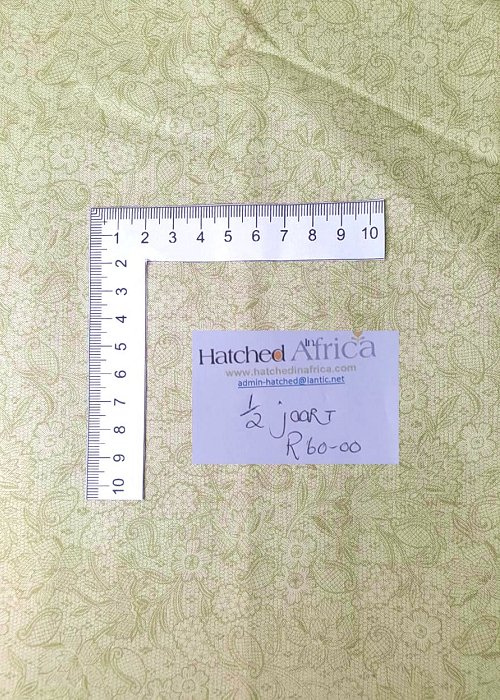 1 2 3 4 5 6 7 8 9 10
2
3
4
5
6
7
8
9
10
Hatched In Africa
www.hatchedinafrica.com
admin-hatched@lantic.net
1/2 jaart
R60-00